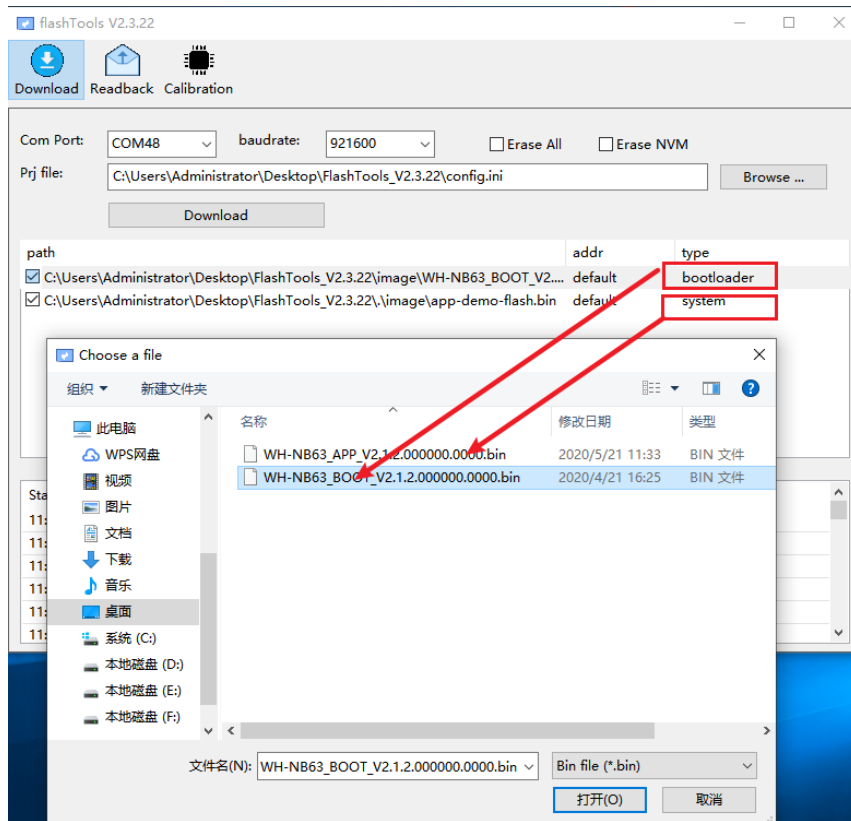 flashTools V2.3.22
Download Readback Calibration
Com Port: COM48 baudrate: 921600 Erase All Erase NVM
Prj file: C:\Users\Administrator\Desktop\FlashTools_V2.3.22\config.ini Browse ...
Download
path addr type
C:\Users\Administrator\Desktop\FlashTools_V2.3.22\image\WH-NB63_BOOT_V2.... default bootloader
C:\Users\Administrator\Desktop\FlashTools_V2.3.22\.\image\app-demo-flash.bin default system
Choose a file
组织 新建文件夹
此电脑 名称 修改日期 类型
WPS网盘 WH-NB63_APP_V2.1.2.000000.0000.bin 2020/5/21 11:33 BIN 文件
视频 WH-NB63_BOOT_V2.1.2.000000.0000.bin 2020/4/21 16:25 BIN 文件
Sta
图片
11:
文档
11:
下载
11:
音乐
11:
桌面
11:
系统 (C:)
11:
本地磁盘 (D:)
本地磁盘 (E:)
本地磁盘 (F:)
文件名(N): WH-NB63_BOOT_V2.1.2.000000.0000.bin Bin file (*.bin)
打开(O) 取消